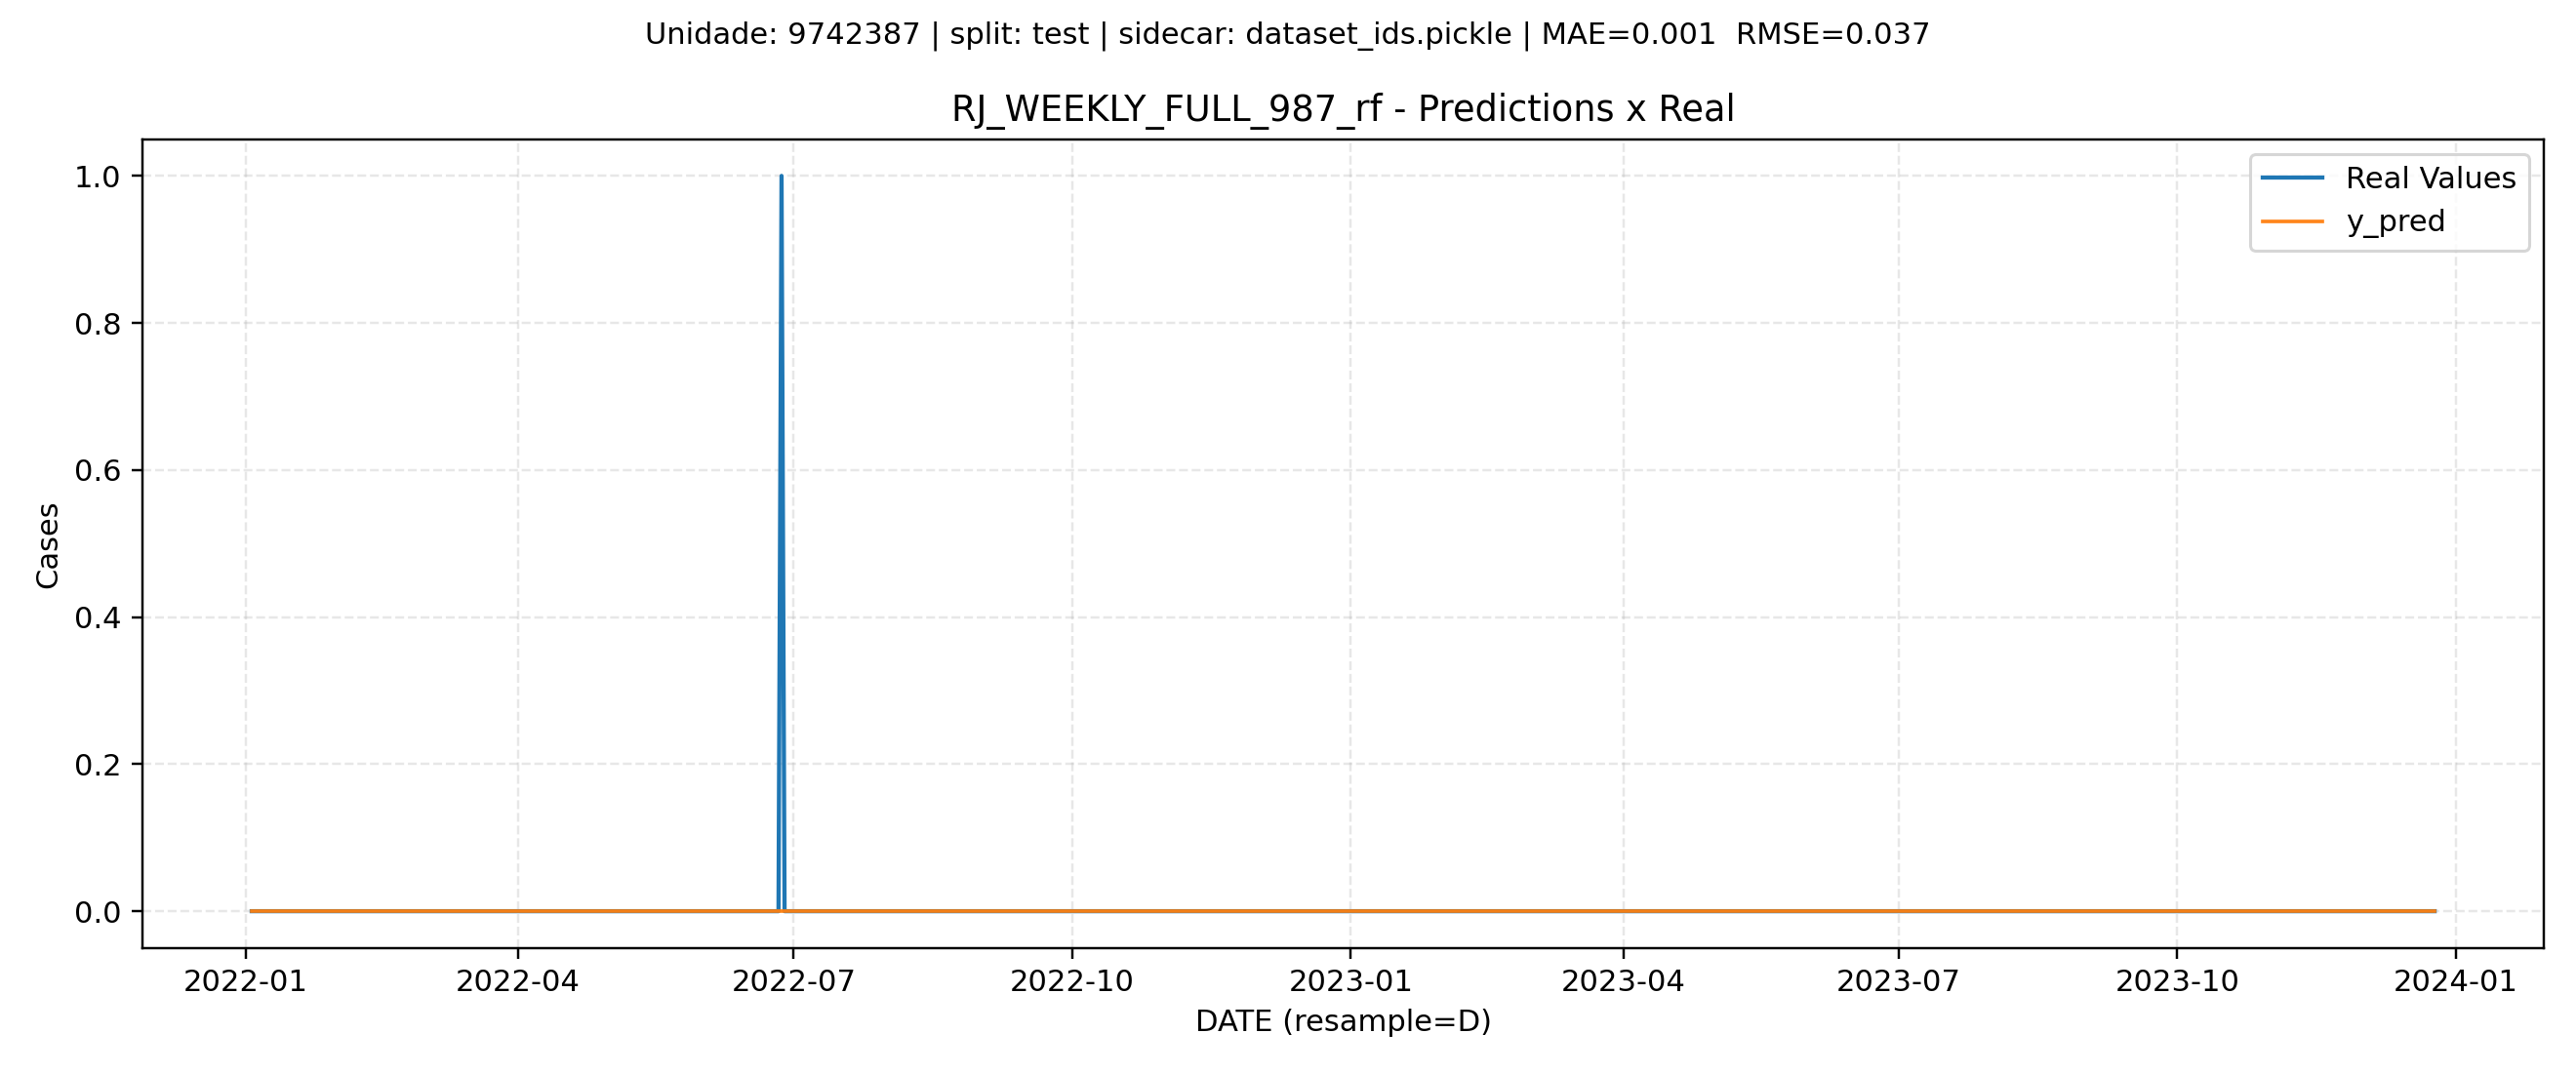 Unidade: 9742387 | split: test | sidecar: dataset_ids.pickle | MAE=0.001  RMSE=0.037
RJ_WEEKLY_FULL_987_rf - Predictions x Real
Real Values
y_pred
Cases
1.0
0.8
0.6
0.4
0.2
0.0
2022-01 2022-04 2022-07 2022-10 2023-01 2023-04 2023-07 2023-10 2024-01
DATE (resample=D)